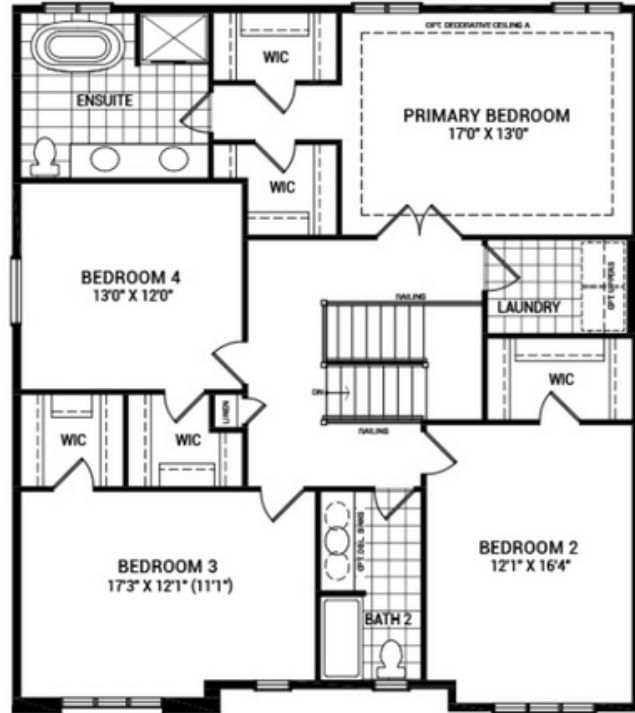 OPT. DECORATIVE CEILING A
WIC
ENSUITE
PRIMARY BEDROOM
17'0" X 13'0"
WIC
BEDROOM 4
13'0" X 12'0"
RAILING
LAUNDRY
OPT UPPERS
DN
WIC
LINEN
RAILING
WIC
WIC
BEDROOM 3
17'3" X 12'1" (11'1")
OPT. DBL. SINKS
BATH 2
BEDROOM 2
12'1" X 16'4"